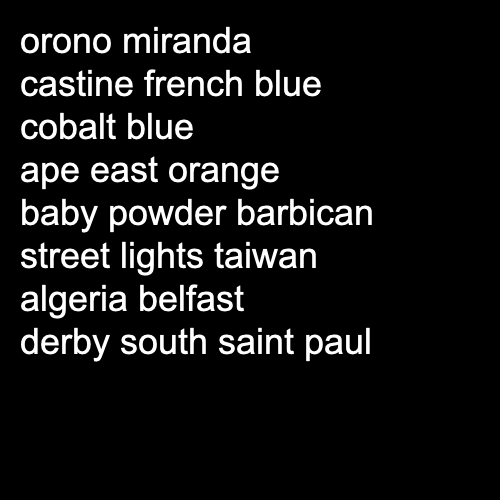 orono miranda
castine french blue
cobalt blue
ape east orange
baby powder barbican
street lights taiwan
algeria belfast
derby south saint paul